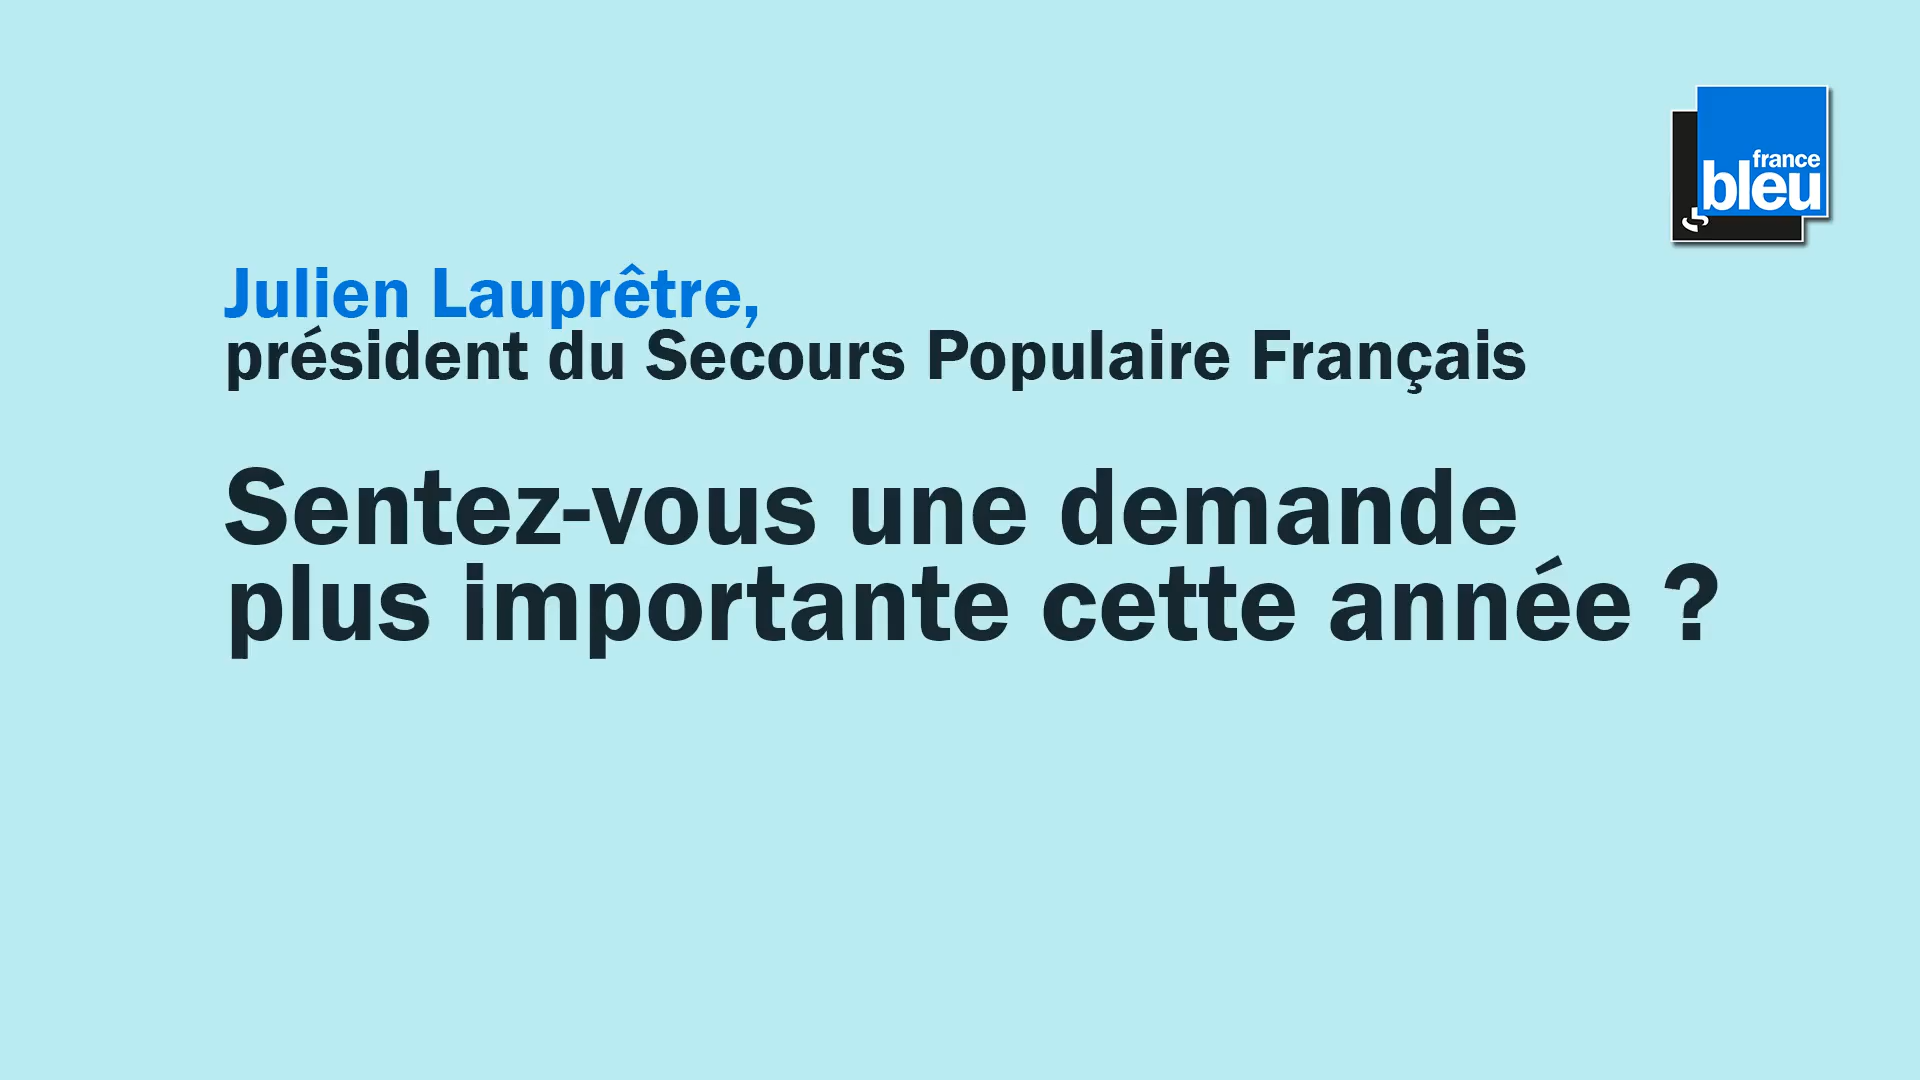 france
bleu
Julien Lauprêtre,
président du Secours Populaire Français
Sentez-vous une demande
plus importante cette année ?